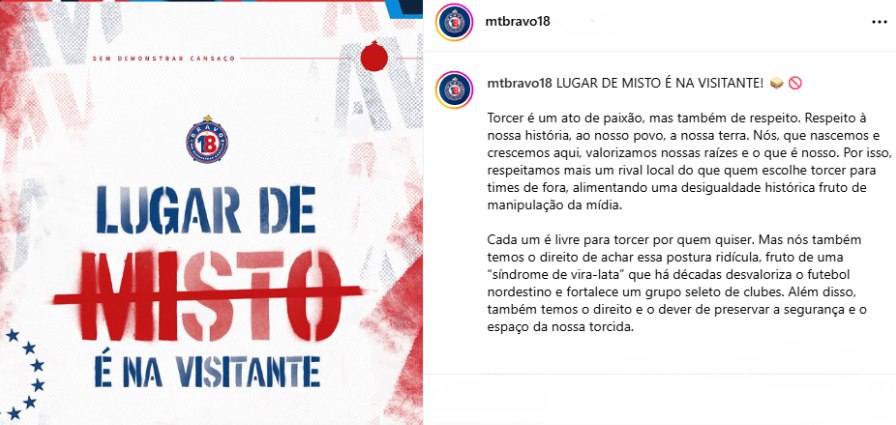 SEM DEMONSTRAR CANSAÇO
BRAVO
18
LUGAR DE
MISTO
É NA VISITANTE
mtbravo18
mtbravo18 LUGAR DE MISTO É NA VISITANTE! 🥪🚫
Torcer é um ato de paixão, mas também de respeito. Respeito à
nossa história, ao nosso povo, a nossa terra. Nós, que nascemos e
crescemos aqui, valorizamos nossas raízes e o que é nosso. Por isso,
respeitamos mais um rival local do que quem escolhe torcer para
times de fora, alimentando uma desigualdade histórica fruto de
manipulação da mídia.
Cada um é livre para torcer por quem quiser. Mas nós também
temos o direito de achar essa postura ridícula, fruto de uma
“síndrome de vira-lata” que há décadas desvaloriza o futebol
nordestino e fortalece um grupo seleto de clubes. Além disso,
também temos o direito e o dever de preservar a segurança e o
espaço da nossa torcida.